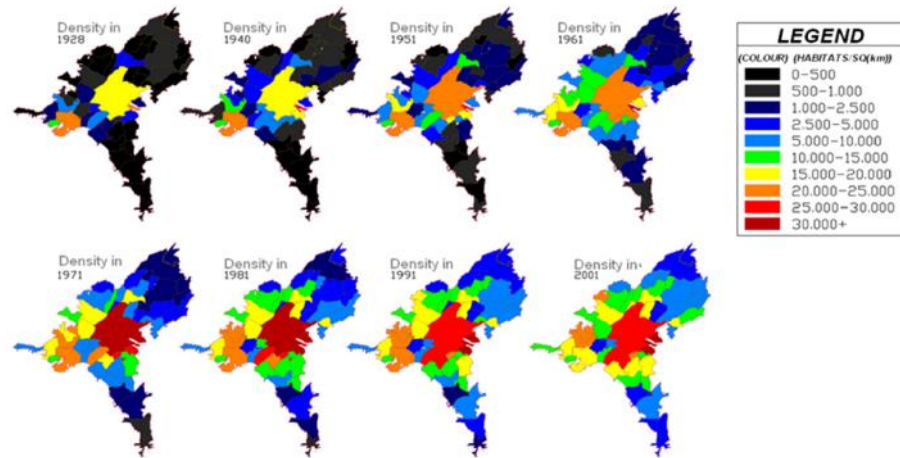 Density in
1928
Density in
1940
Density in
1951
Density in
1961
LEGEND
(COLOUR) (HABITATS/SQ(km))
0-500
500-1.000
1.000-2.500
2.500-5.000
5.000-10.000
10.000-15.000
15.000-20.000
20.000-25.000
25.000-30.000
30.000+
Density in
1971
Density in
1981
Density in
1991
Density in
2001